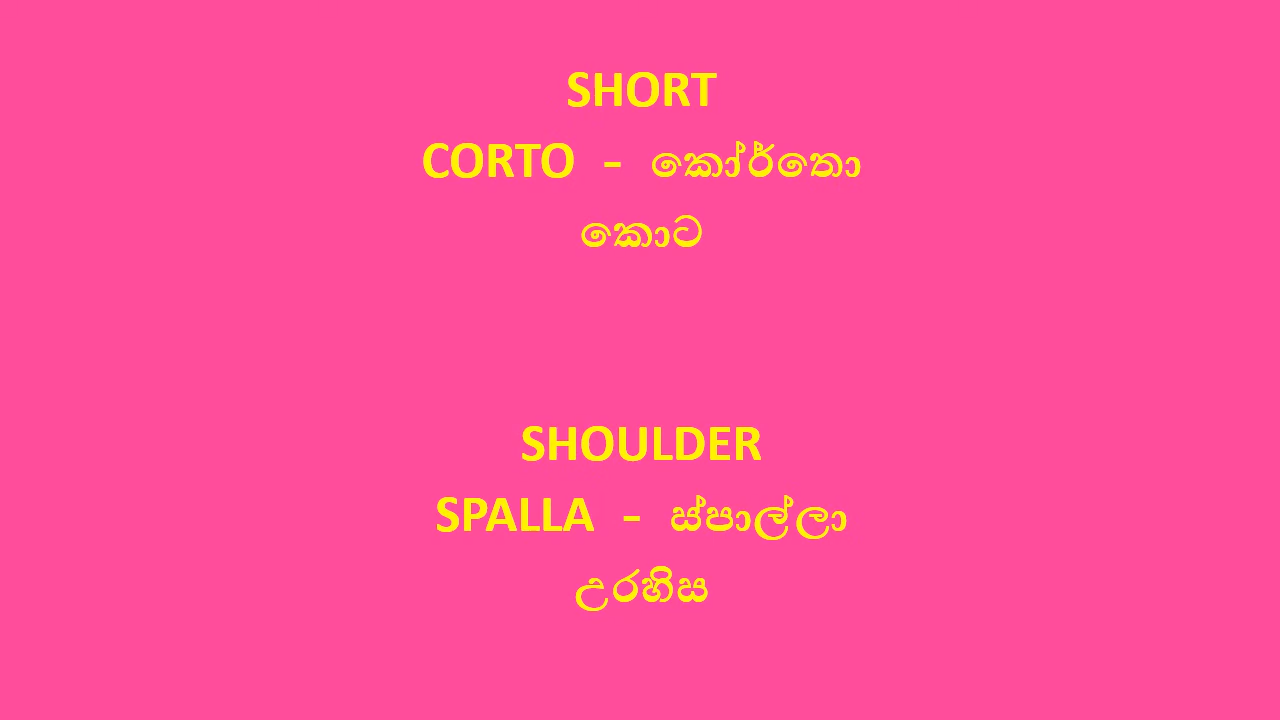 SHORT
CORTO - කෝර්තො
කොට
SHOULDER
SPALLA - ස්පාල්ලා
උරහිස